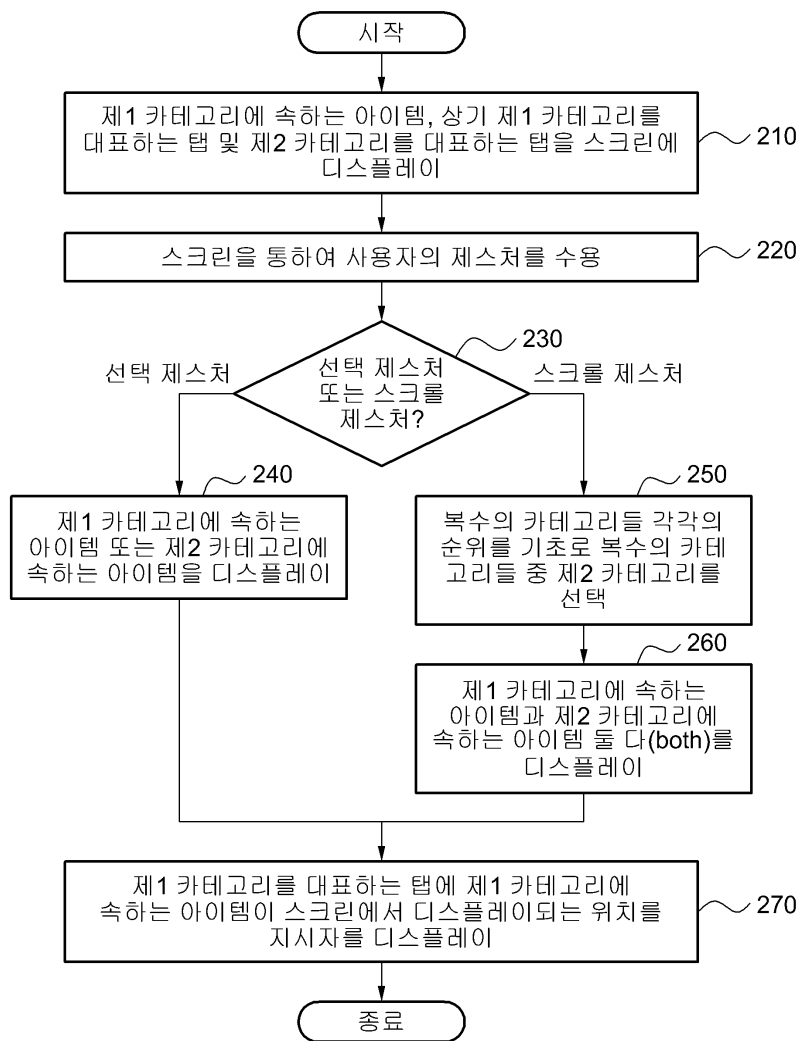 시작
제1 카테고리에 속하는 아이템, 상기 제1 카테고리를
대표하는 탭 및 제2 카테고리를 대표하는 탭을 스크린에
디스플레이
210
스크린을 통하여 사용자의 제스처를 수용
220
230
선택 제스처
또는 스크롤
제스처?
선택 제스처
스크롤 제스처
240
제1 카테고리에 속하는
아이템 또는 제2 카테고리에
속하는 아이템을 디스플레이
250
복수의 카테고리들 각각의
순위를 기초로 복수의 카테
고리들 중 제2 카테고리를
선택
260
제1 카테고리에 속하는
아이템과 제2 카테고리에
속하는 아이템 둘 다(both)를
디스플레이
제1 카테고리를 대표하는 탭에 제1 카테고리에
속하는 아이템이 스크린에서 디스플레이되는 위치를
지시자를 디스플레이
270
종료